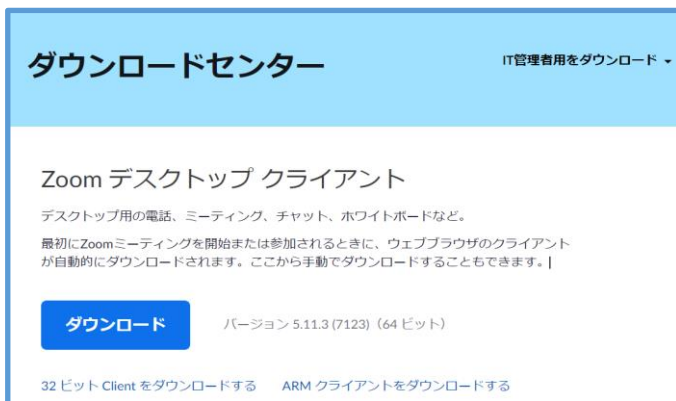 ダウンロードセンター
IT管理者用をダウンロード
Zoom デスクトップ クライアント
デスクトップ用の電話、ミーティング、チャット、ホワイトボードなど。
最初にZoomミーティングを開始または参加されるときに、ウェブブラウザのクライアント
が自動的にダウンロードされます。ここから手動でダウンロードすることもできます。
ダウンロード
バージョン 5.11.3 (7123)（64 ビット）
32 ビット Client をダウンロードする
ARM クライアントをダウンロードする